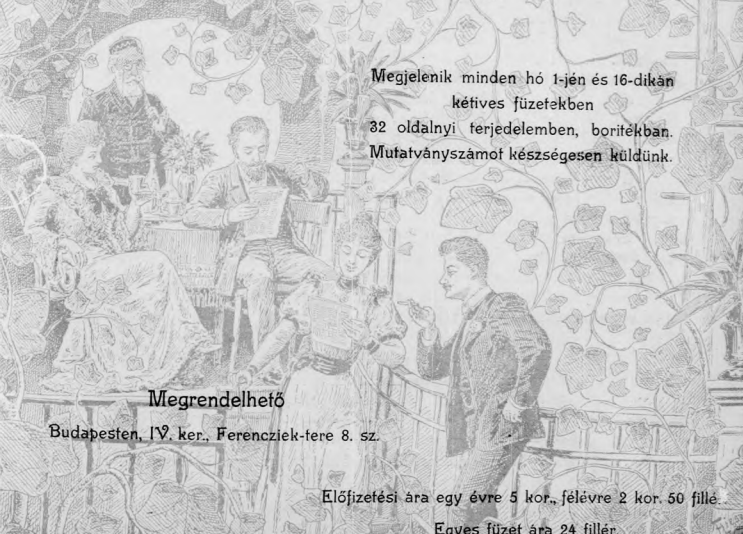 Megjelenik minden hó 1-jén és 16-dikán
kétives füzetekben
32 oldalnyi terjedelemben, boritékban.
Mutatványszámot készségesen küldünk.
Megrendelhető
Budapesten, IV. ker., Ferencziek-tere 8. sz.
Előfizetési ára egy évre 5 kor., félévre 2 kor. 50 fillé.
Egyes füzet ára 24 fillér.